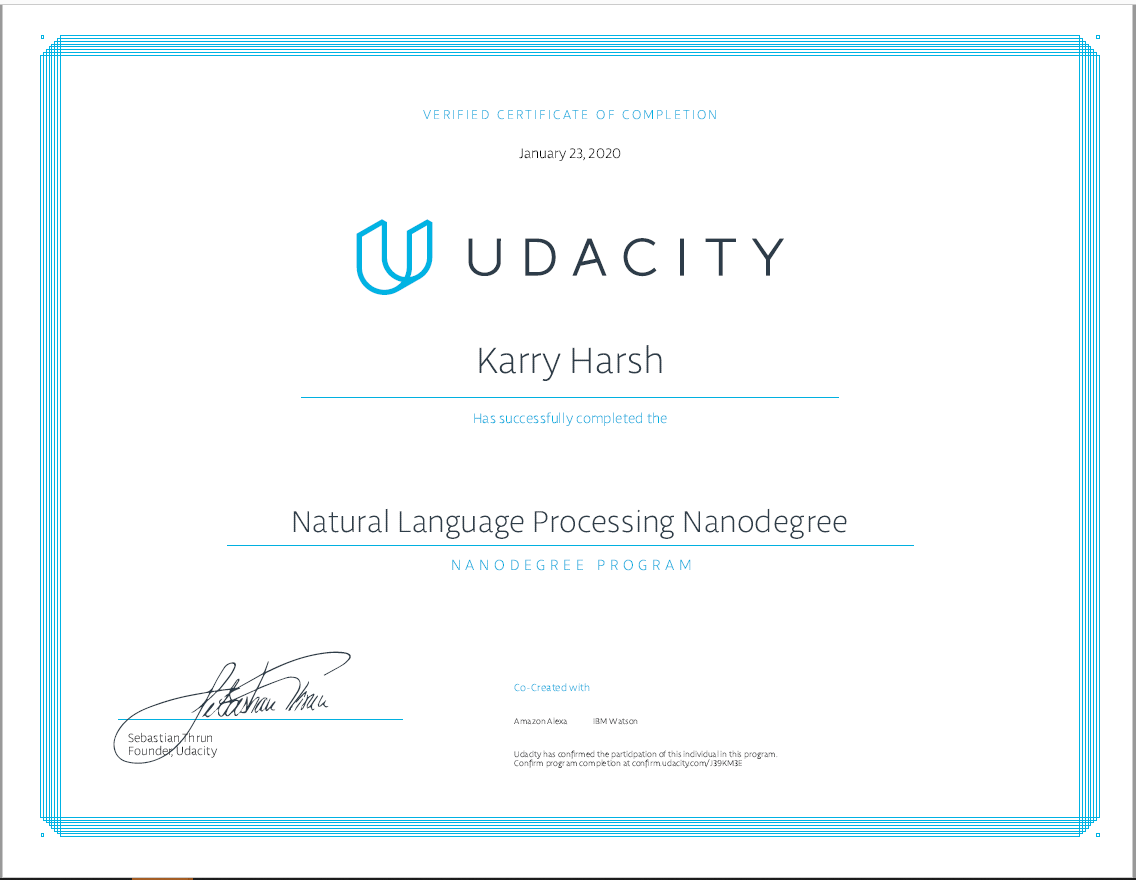 VERIFIED CERTIFICATE OF COMPLETION
January 23, 2020
UDACITY
Karry Harsh
Has successfully completed the
Natural Language Processing Nanodegree
NANODEGREE PROGRAM
Sebastian Thrun
Sebastian Thrun
Founder, Udacity
Co-Created with
Amazon Alexa IBM Watson
Udacity has confirmed the participation of this individual in this program.
Confirm program completion at confirm.udacity.com/J39KM3E